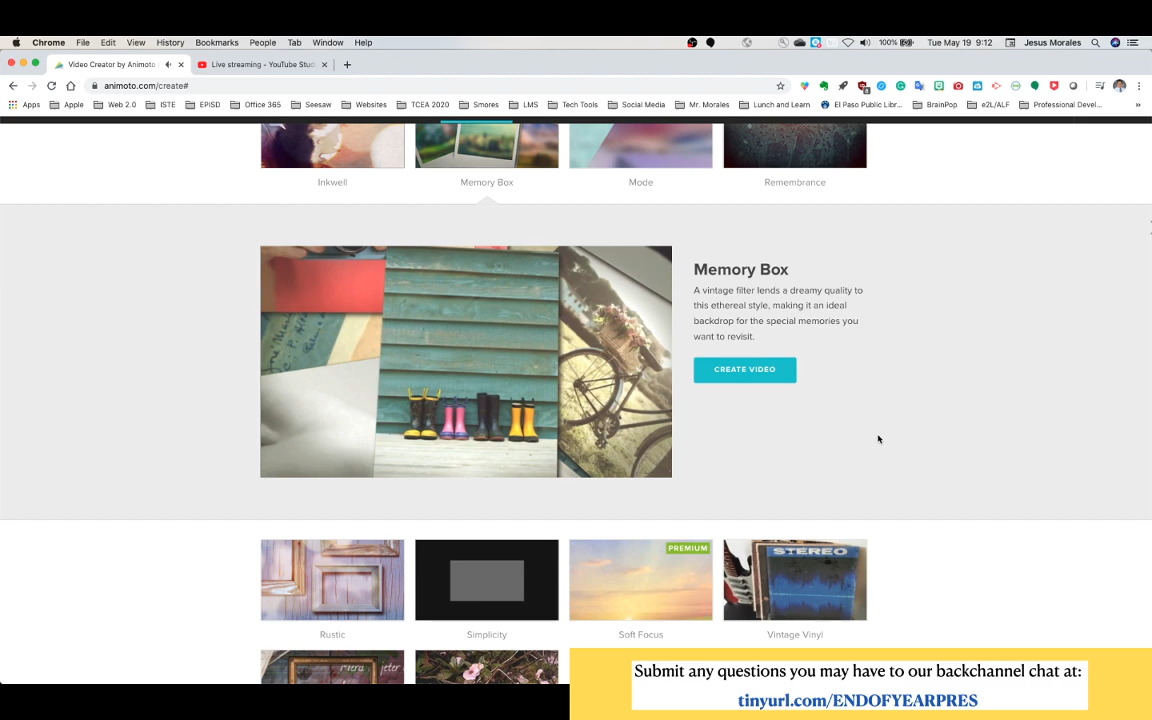 Chrome File Edit View History Bookmarks People Tab Window Help 100% Tue May 19 9:12 Jesus Morales
Video Creator by Animoto Live streaming - YouTube Stud
animoto.com/create#
Apps Apple Web 2.0 ISTE EPISD Office 365 Seesaw Websites TCEA 2020 Smores LMS Tech Tools Social Media Mr. Morales Lunch and Learn El Paso Public Libr... BrainPop e2L/ALF Professional Devel... »
Inkwell Memory Box Mode Remembrance
Memory Box
A vintage filter lends a dreamy quality to
this ethereal style, making it an ideal
backdrop for the special memories you
want to revisit.
CREATE VIDEO
PREMIUM
STEREO
Rustic Simplicity Soft Focus Vintage Vinyl
Submit any questions you may have to our backchannel chat at:
tinyurl.com/ENDOFYEARPRES